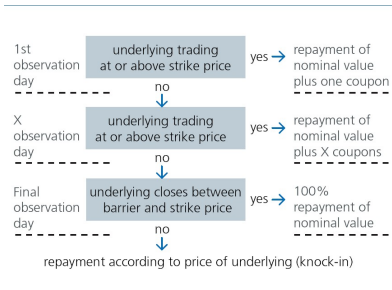 1st
observation
day
underlying trading
at or above strike price
yes
repayment of
nominal value
plus one coupon
no
X
observation
day
underlying trading
at or above strike price
yes
repayment of
nominal value
plus X coupons
no
Final
observation
day
underlying closes between
barrier and strike price
yes
100%
repayment of
nominal value
no
repayment according to price of underlying (knock-in)